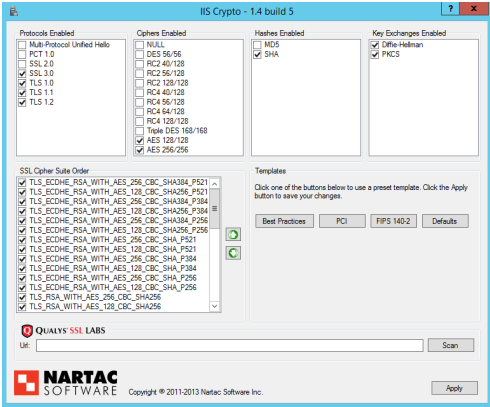 IIS Crypto - 1.4 build 5
? x
Protocols Enabled
Multi-Protocol Unified Hello
PCT 1.0
SSL 2.0
SSL 3.0
TLS 1.0
TLS 1.1
TLS 1.2
Ciphers Enabled
NULL
DES 56/56
RC2 40/128
RC2 56/128
RC2 128/128
RC4 40/128
RC4 56/128
RC4 64/128
RC4 128/128
Triple DES 168/168
AES 128/128
AES 256/256
Hashes Enabled
MD5
SHA
Key Exchanges Enabled
Diffie-Hellman
PKCS
SSL Cipher Suite Order
TLS_ECDHE_RSA_WITH_AES_256_CBC_SHA384_P521
TLS_ECDHE_RSA_WITH_AES_128_CBC_SHA256_P521
TLS_ECDHE_RSA_WITH_AES_256_CBC_SHA384_P384
TLS_ECDHE_RSA_WITH_AES_128_CBC_SHA256_P384
TLS_ECDHE_RSA_WITH_AES_256_CBC_SHA384_P256
TLS_ECDHE_RSA_WITH_AES_128_CBC_SHA256_P256
TLS_ECDHE_RSA_WITH_AES_256_CBC_SHA_P521
TLS_ECDHE_RSA_WITH_AES_128_CBC_SHA_P521
TLS_ECDHE_RSA_WITH_AES_256_CBC_SHA_P384
TLS_ECDHE_RSA_WITH_AES_128_CBC_SHA_P384
TLS_ECDHE_RSA_WITH_AES_256_CBC_SHA_P256
TLS_ECDHE_RSA_WITH_AES_128_CBC_SHA_P256
TLS_RSA_WITH_AES_256_CBC_SHA256
TLS_RSA_WITH_AES_128_CBC_SHA256
Templates
Click one of the buttons below to use a preset template. Click the Apply
button to save your changes.
Best Practices
PCI
FIPS 140-2
Defaults
QUALYS' SSL LABS
Url:
Scan
NARTAC
SOFTWARE
Copyright © 2011-2013 Nartac Software Inc.
Apply